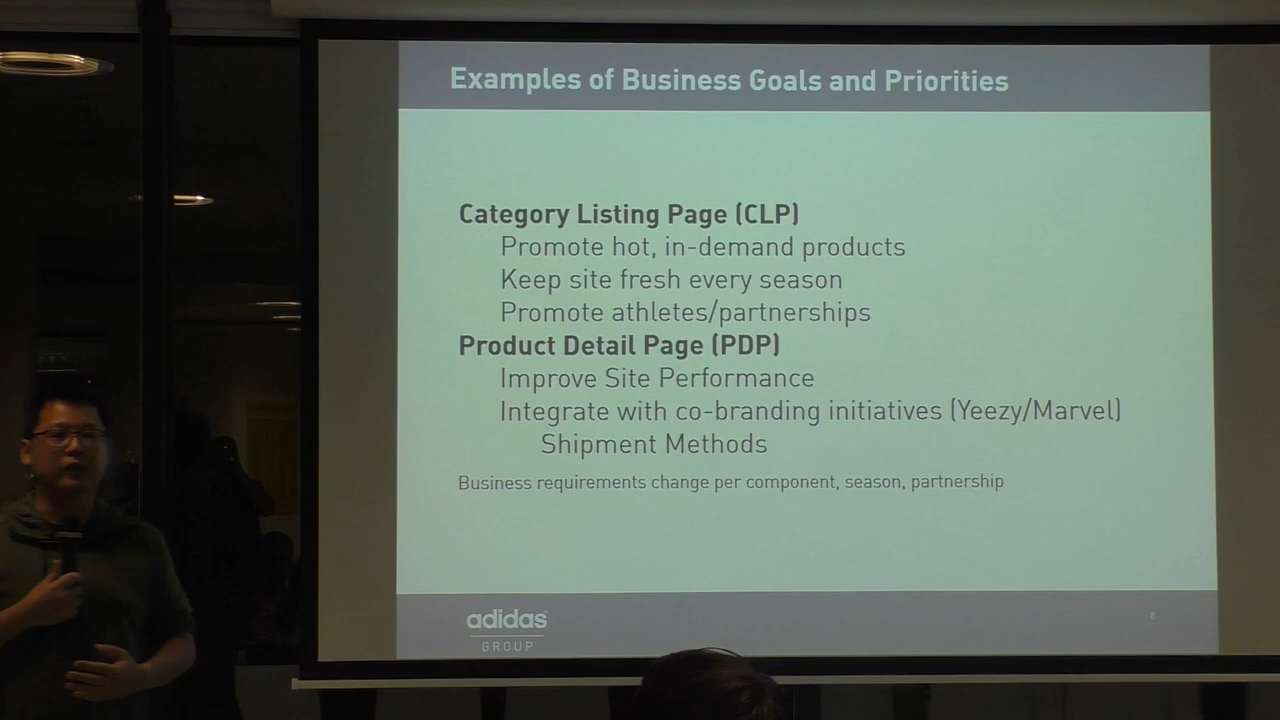 Examples of Business Goals and Priorities
Category Listing Page (CLP)
Promote hot, in-demand products
Keep site fresh every season
Promote athletes/partnerships
Product Detail Page (PDP)
Improve Site Performance
Integrate with co-branding initiatives (Yeezy/Marvel)
Shipment Methods
Business requirements change per component, season, partnership
adidas
GROUP
8